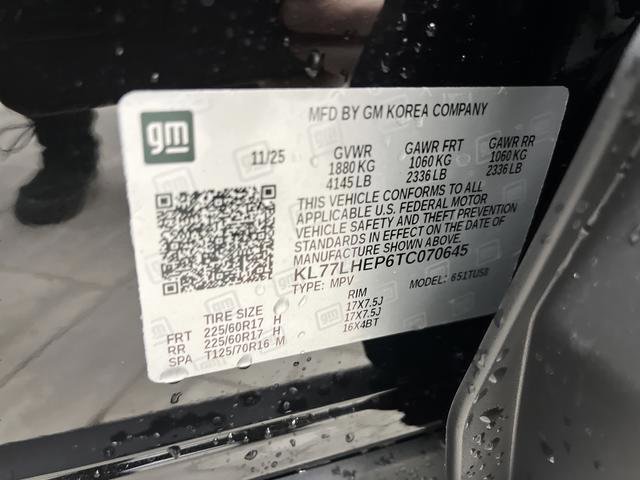 MFD BY GM KOREA COMPANY
gm
11/25 GVWR GAWR FRT GAWR RR
1880 KG 1060 KG 1060 KG
4145 LB 2336 LB 2336 LB
THIS VEHICLE CONFORMS TO ALL
APPLICABLE U.S. FEDERAL MOTOR
VEHICLE SAFETY AND THEFT PREVENTION
STANDARDS IN EFFECT ON THE DATE OF
MANUFACTURE SHOWN ABOVE.
KL77LHEP6TC070645
TYPE: MPV MODEL: 651TUS8
TIRE SIZE RIM
FRT 225/60R17 H 17X7.5J
RR 225/60R17 H 17X7.5J
SPA T125/70R16 M 16X4BT